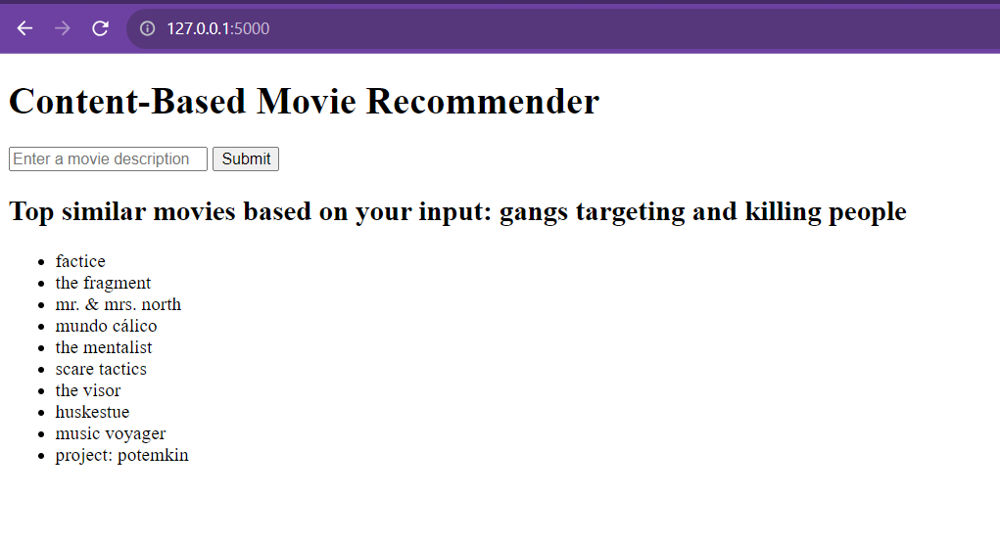 127.0.0.1:5000
Content-Based Movie Recommender
Enter a movie description Submit
Top similar movies based on your input: gangs targeting and killing people
factice
the fragment
mr. & mrs. north
mundo cálico
the mentalist
scare tactics
the visor
huskestue
music voyager
project: potemkin